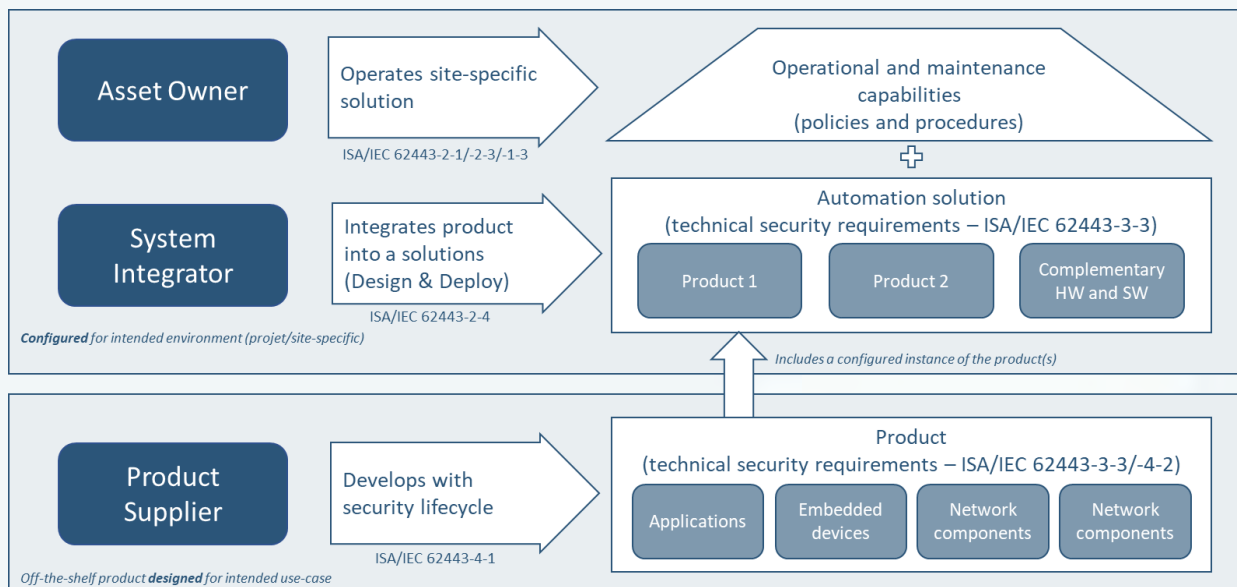 Asset Owner
Operates site-specific
solution
ISA/IEC 62443-2-1/-2-3/-1-3
Operational and maintenance
capabilities
(policies and procedures)
System
Integrator
Integrates product
into a solutions
(Design & Deploy)
ISA/IEC 62443-2-4
Automation solution
(technical security requirements – ISA/IEC 62443-3-3)
Product 1
Product 2
Complementary
HW and SW
Configured for intended environment (projet/site-specific)
Includes a configured instance of the product(s)
Product
Supplier
Develops with
security lifecycle
ISA/IEC 62443-4-1
Product
(technical security requirements – ISA/IEC 62443-3-3/-4-2)
Applications
Embedded
devices
Network
components
Network
components
Off-the-shelf product designed for intended use-case